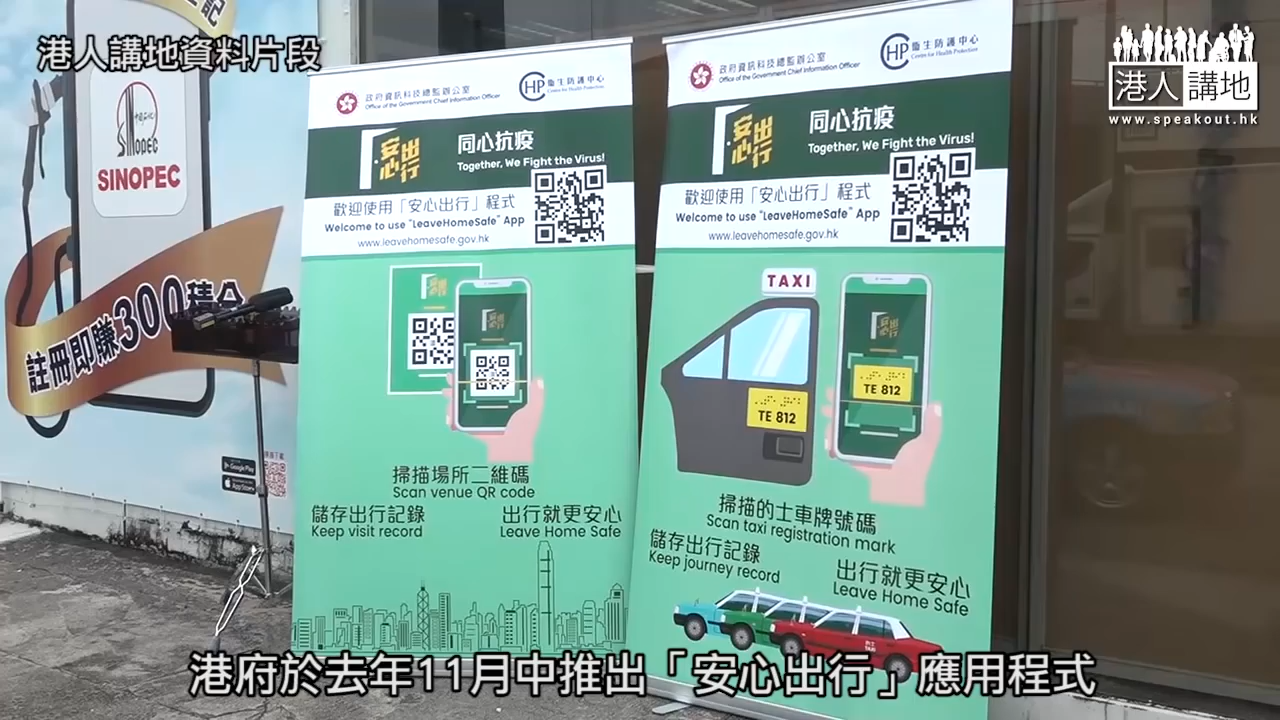 港人講地資料片段
港人講地
www.speakout.hk
SINOPEC
註冊即賺300積分
Google Play
App Store
政府資訊科技總監辦公室
Office of the Government Chief Information Officer
CHP
衞生防護中心
Centre for Health Protection
安心出行
同心抗疫
Together, We Fight the Virus!
歡迎使用「安心出行」程式
Welcome to use "LeaveHomeSafe" App
www.leavehomesafe.gov.hk
掃描場所二維碼
Scan venue QR code
儲存出行記錄
Keep visit record
出行就更安心
Leave Home Safe
政府資訊科技總監辦公室
Office of the Government Chief Information Officer
CHP
衞生防護中心
Centre for Health Protection
安心出行
同心抗疫
Together, We Fight the Virus!
歡迎使用「安心出行」程式
Welcome to use "LeaveHomeSafe" App
www.leavehomesafe.gov.hk
TAXI
TE 812
TE 812
掃描的士車牌號碼
Scan taxi registration mark
儲存出行記錄
Keep journey record
出行就更安心
Leave Home Safe
港府於去年11月中推出「安心出行」應用程式